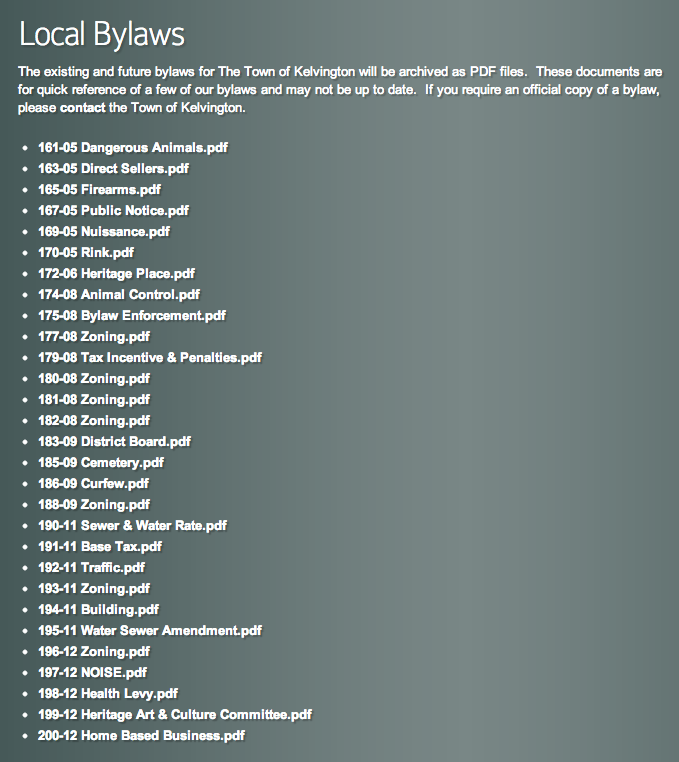 Local Bylaws
The existing and future bylaws for The Town of Kelvington will be archived as PDF files. These documents are
for quick reference of a few of our bylaws and may not be up to date. If you require an official copy of a bylaw,
please contact the Town of Kelvington.
• 161-05 Dangerous Animals.pdf
• 163-05 Direct Sellers.pdf
• 165-05 Firearms.pdf
• 167-05 Public Notice.pdf
• 169-05 Nuissance.pdf
• 170-05 Rink.pdf
• 172-06 Heritage Place.pdf
• 174-08 Animal Control.pdf
• 175-08 Bylaw Enforcement.pdf
• 177-08 Zoning.pdf
• 179-08 Tax Incentive & Penalties.pdf
• 180-08 Zoning.pdf
• 181-08 Zoning.pdf
• 182-08 Zoning.pdf
• 183-09 District Board.pdf
• 185-09 Cemetery.pdf
• 186-09 Curfew.pdf
• 188-09 Zoning.pdf
• 190-11 Sewer & Water Rate.pdf
• 191-11 Base Tax.pdf
• 192-11 Traffic.pdf
• 193-11 Zoning.pdf
• 194-11 Building.pdf
• 195-11 Water Sewer Amendment.pdf
• 196-12 Zoning.pdf
• 197-12 NOISE.pdf
• 198-12 Health Levy.pdf
• 199-12 Heritage Art & Culture Committee.pdf
• 200-12 Home Based Business.pdf